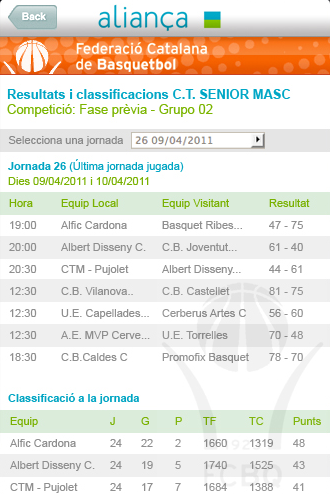 Back
aliança
Federació Catalana
de Basquetbol
Resultats i classificacions C.T. SENIOR MASC
Competició: Fase prèvia - Grupo 02
Selecciona una jornada 26 09/04/2011
Jornada 26 (Última jornada jugada)
Dies 09/04/2011 i 10/04/2011
Hora Equip Local Equip Visitant Resultat
19:00 Alfic Cardona Basquet Ribes... 47 - 75
20:00 Albert Disseny C. C.B. Joventut... 61 - 40
20:30 CTM - Pujolet Albert Disseny... 44 - 61
12:30 C.B. Vilanova.. C.B. Castellet 81 - 75
12:30 U.E. Capellades... Cerberus Artes C 56 - 60
12:30 A.E. MVP Cerve... U.E. Torrelles 70 - 48
18:30 C.B.Caldes C Promofix Basquet 78 - 70
Classificació a la jornada
Equip J G P TF TC Punts
Alfic Cardona 24 22 2 1660 1319 48
Albert Disseny C. 24 19 5 1740 1525 43
CTM - Pujolet 24 17 7 1684 1388 41